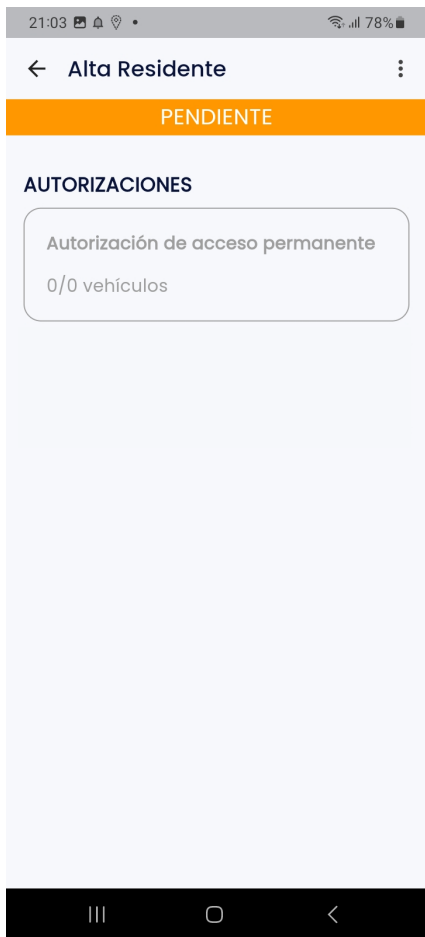 21:03 78%
Alta Residente
PENDIENTE
AUTORIZACIONES
Autorización de acceso permanente
0/0 vehículos